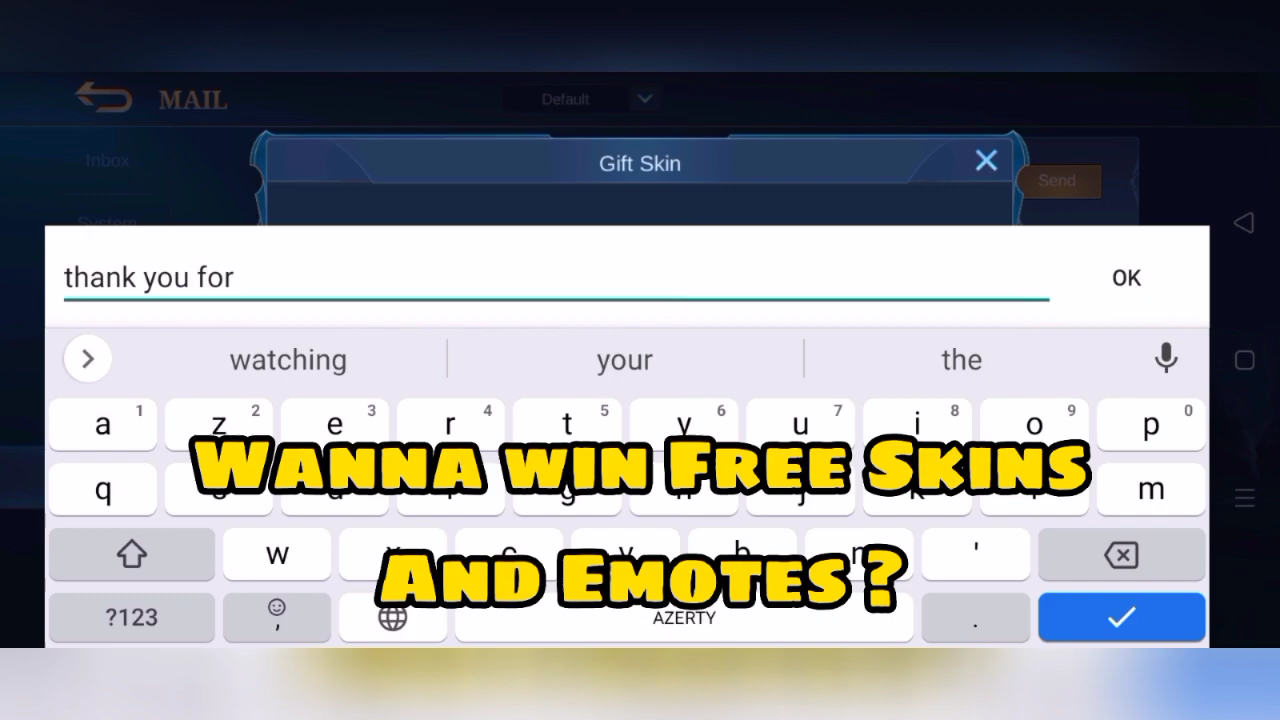 MAIL
Default
Inbox
Gift Skin
Send
System
thank you for
OK
watching your the
a 1 z 2 e 3 r 4 t 5 y 6 u 7 i 8 o 9 p 0
q g j k m
Wanna win Free Skins
w x c v b n '
And Emotes ?
?123 , AZERTY .